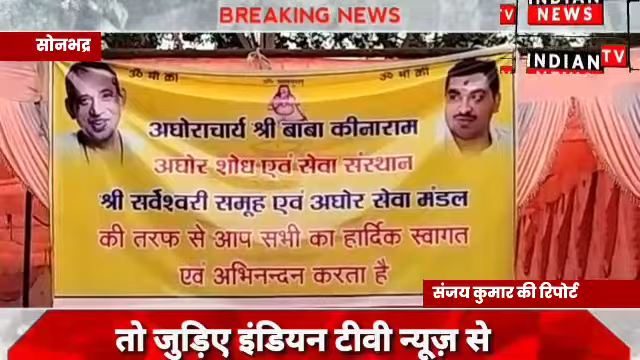 BREAKING NEWS
INDIAN
TV
NEWS
सोनभद्र
INDIAN TV
ॐ मां का
ॐ मां का
अघोराचार्य श्री बाबा कीनाराम
अघोर शोध एवं सेवा संस्थान
श्री सर्वेश्वरी समूह एवं अघोर सेवा मंडल
की तरफ से आप सभी का हार्दिक स्वागत
एवं अभिनन्दन करता है
संजय कुमार की रिपोर्ट
तो जुड़िए इंडियन टीवी न्यूज़ से